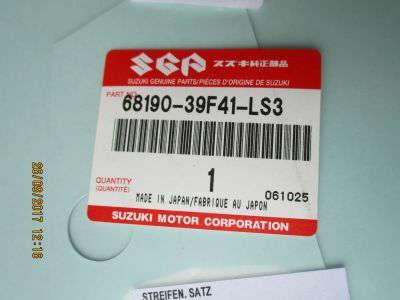 SGP スズキ純正部品
SUZUKI GENUINE PARTS/PIÈCES D'ORIGINE DE SUZUKI
PART NO.
68190-39F41-LS3
QUANTITY
(QUANTITÉ)
1
061025
MADE IN JAPAN/FABRIQUE AU JAPON
SUZUKI MOTOR CORPORATION
STREIFEN, SATZ
26/09/2017 12:16